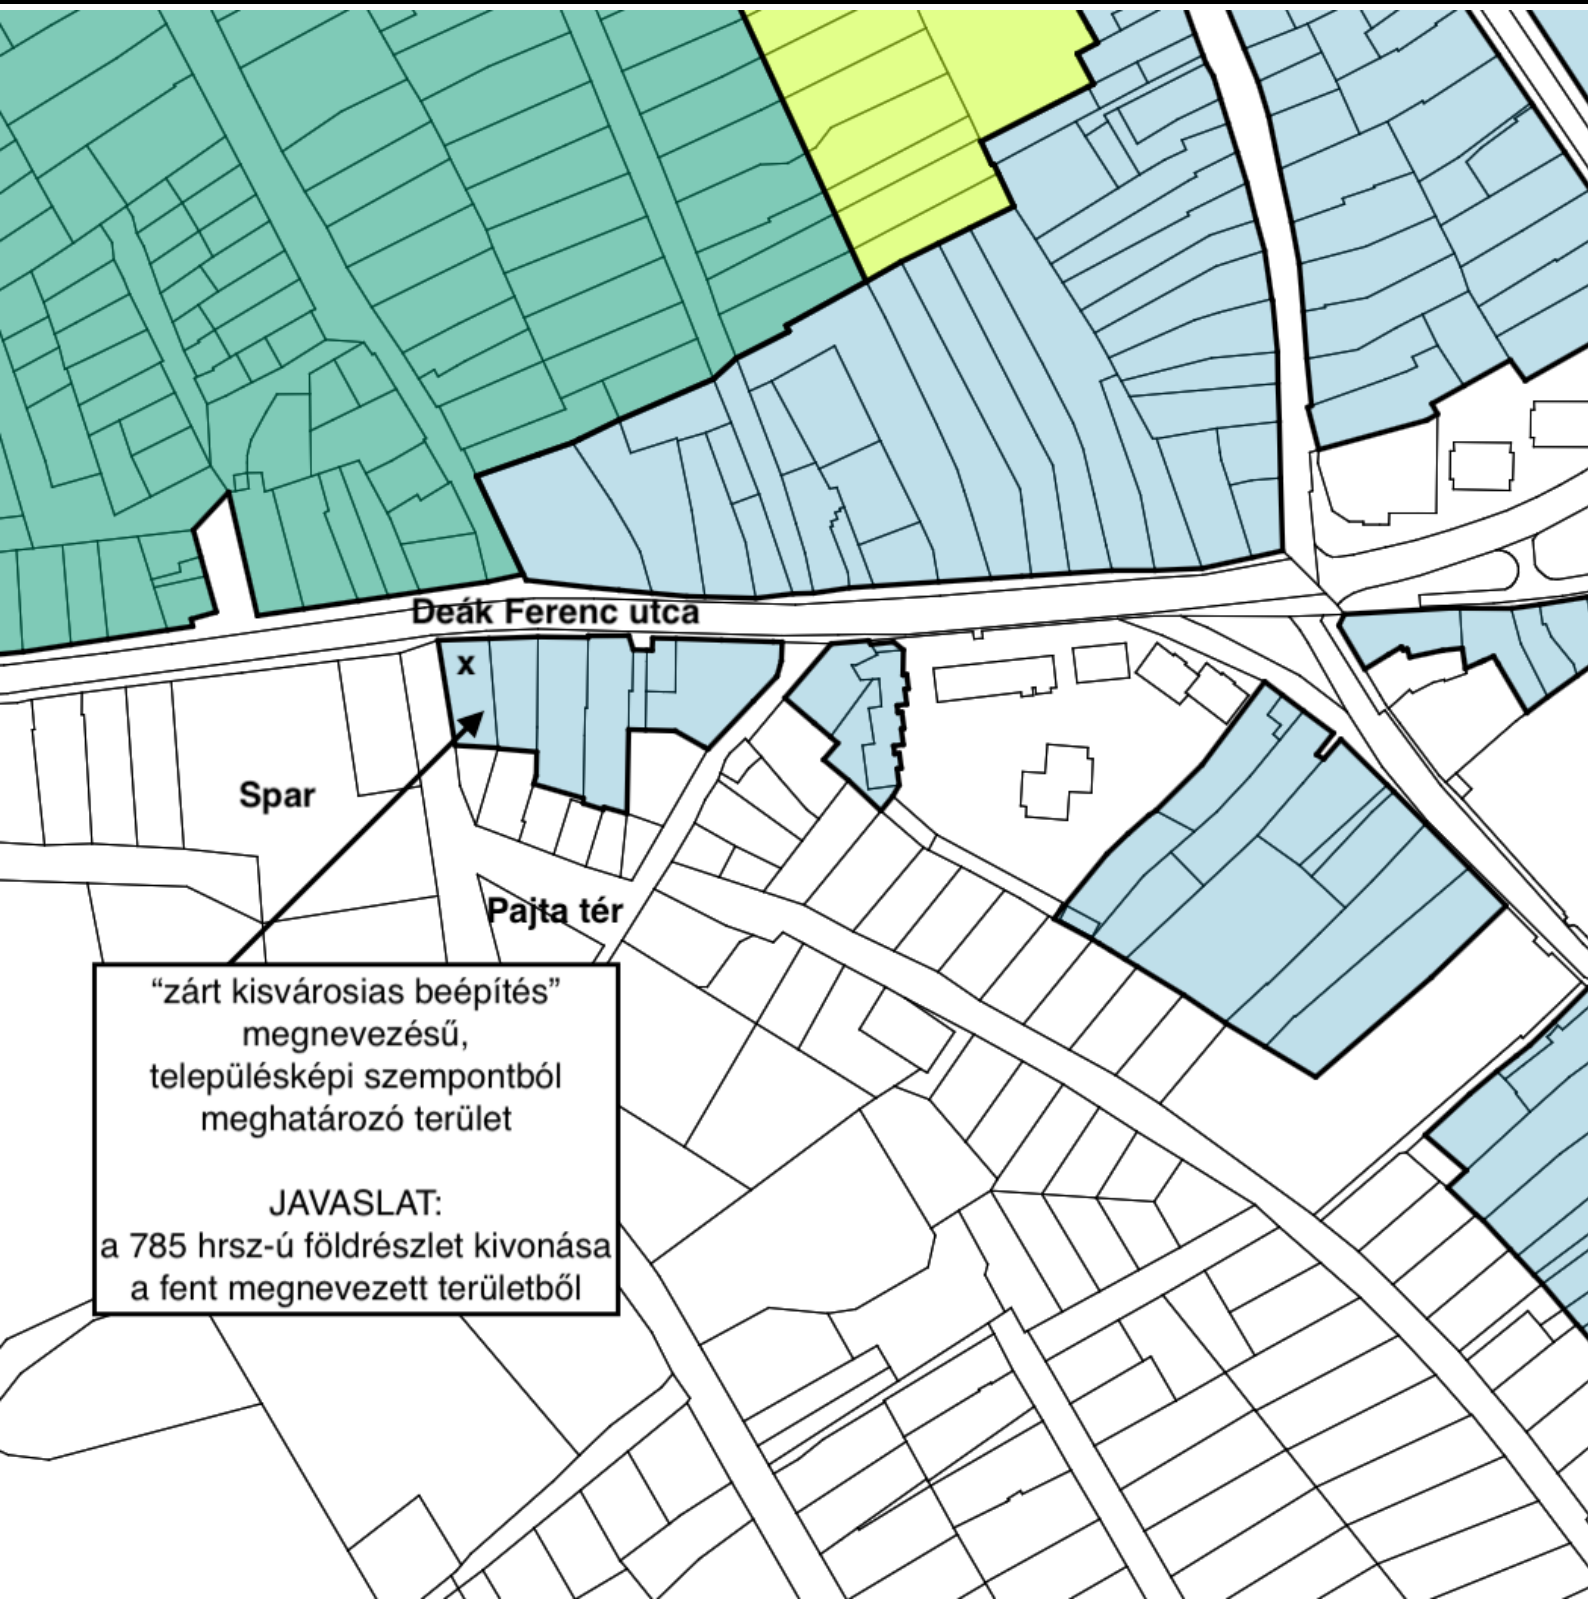 Deák Ferenc utca
x
Spar
Pajta tér
“zárt kisvárosias beépítés”
megnevezésű,
településképi szempontból
meghatározó terület
JAVASLAT:
a 785 hrsz-ú földrészlet kivonása
a fent megnevezett területből